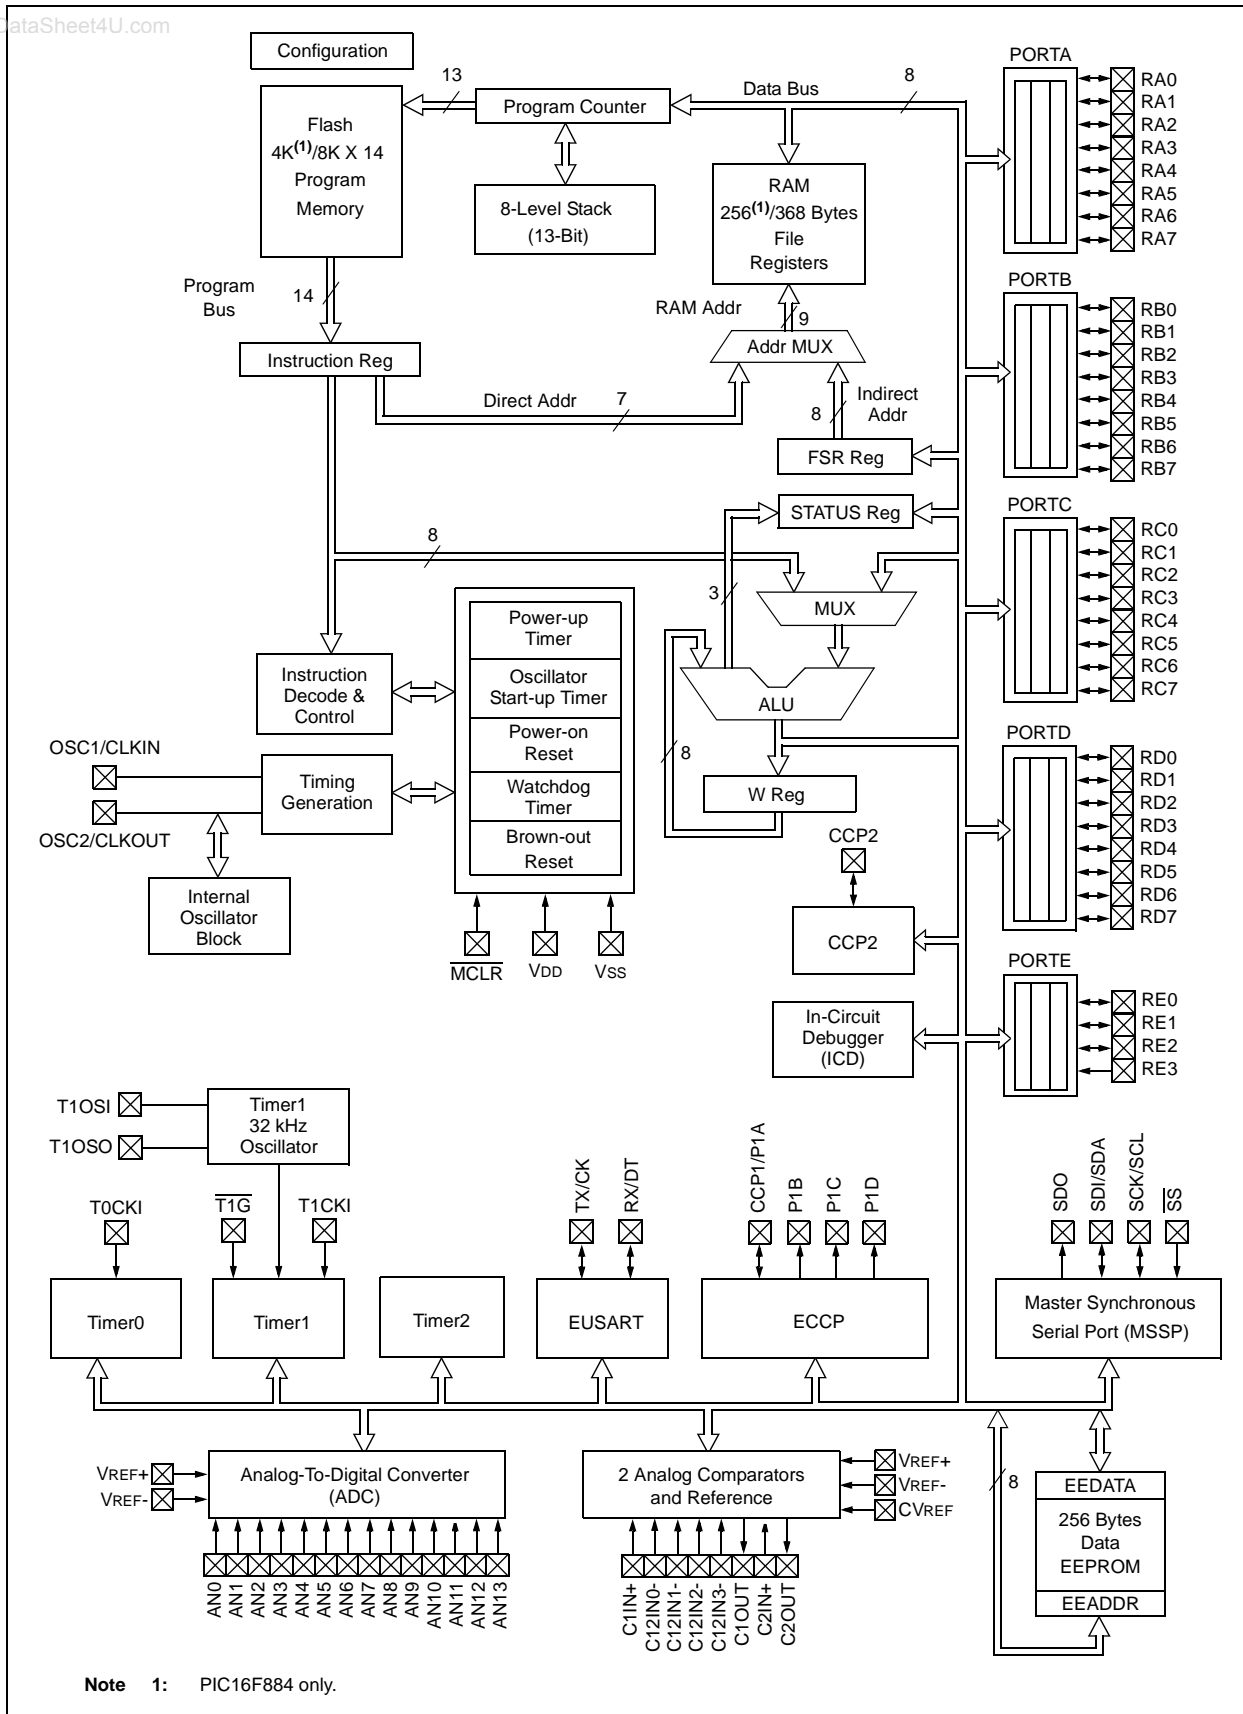 DataSheet4U.com
Configuration
13
Program Counter
Data Bus
8
Flash
4K(1)/8K X 14
Program
Memory
8-Level Stack
(13-Bit)
RAM
256(1)/368 Bytes
File
Registers
Program
Bus
14
RAM Addr
9
Addr MUX
Instruction Reg
Direct Addr
7
8
Indirect
Addr
FSR Reg
STATUS Reg
8
3
MUX
Power-up
Timer
Oscillator
Start-up Timer
Power-on
Reset
Watchdog
Timer
Brown-out
Reset
Instruction
Decode &
Control
ALU
8
W Reg
OSC1/CLKIN
OSC2/CLKOUT
Timing
Generation
Internal
Oscillator
Block
MCLR
VDD
VSS
CCP2
CCP2
In-Circuit
Debugger
(ICD)
PORTA
RA0
RA1
RA2
RA3
RA4
RA5
RA6
RA7
PORTB
RB0
RB1
RB2
RB3
RB4
RB5
RB6
RB7
PORTC
RC0
RC1
RC2
RC3
RC4
RC5
RC6
RC7
PORTD
RD0
RD1
RD2
RD3
RD4
RD5
RD6
RD7
PORTE
RE0
RE1
RE2
RE3
T1OSI
T1OSO
Timer1
32 kHz
Oscillator
T0CKI
T1G
T1CKI
TX/CK
RX/DT
CCP1/P1A
P1B
P1C
P1D
SDO
SDI/SDA
SCK/SCL
SS
Timer0
Timer1
Timer2
EUSART
ECCP
Master Synchronous
Serial Port (MSSP)
VREF+
VREF-
Analog-To-Digital Converter
(ADC)
AN0
AN1
AN2
AN3
AN4
AN5
AN6
AN7
AN8
AN9
AN10
AN11
AN12
AN13
2 Analog Comparators
and Reference
VREF+
VREF-
CVREF
C1IN+
C12IN0-
C12IN1-
C12IN2-
C12IN3-
C1OUT
C2IN+
C2OUT
8
EEDATA
256 Bytes
Data
EEPROM
EEADDR
Note 1: PIC16F884 only.